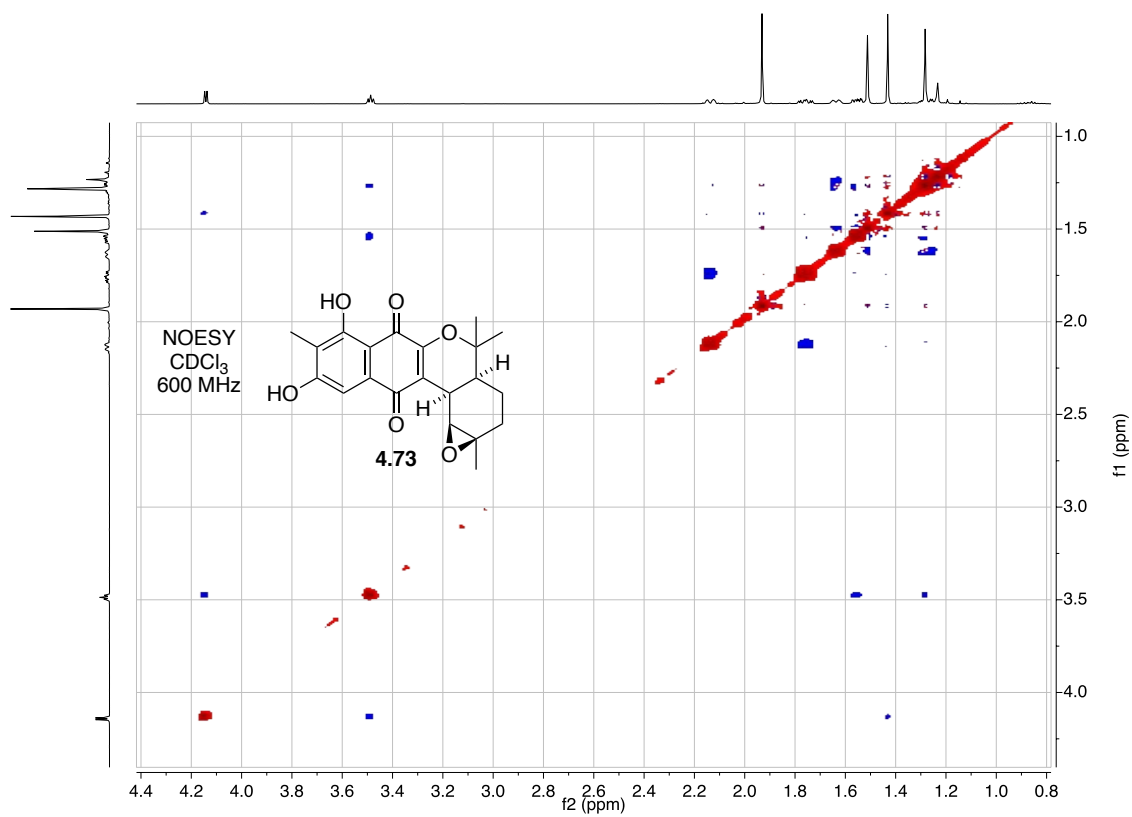 NOESY
CDCl3
600 MHz
HO
O
O
H
H
HO
O
O
4.73
1.0
1.5
2.0
2.5
3.0
3.5
4.0
f1 (ppm)
4.4 4.2 4.0 3.8 3.6 3.4 3.2 3.0 2.8 2.6 2.4 2.2 2.0 1.8 1.6 1.4 1.2 1.0 0.8
f2 (ppm)